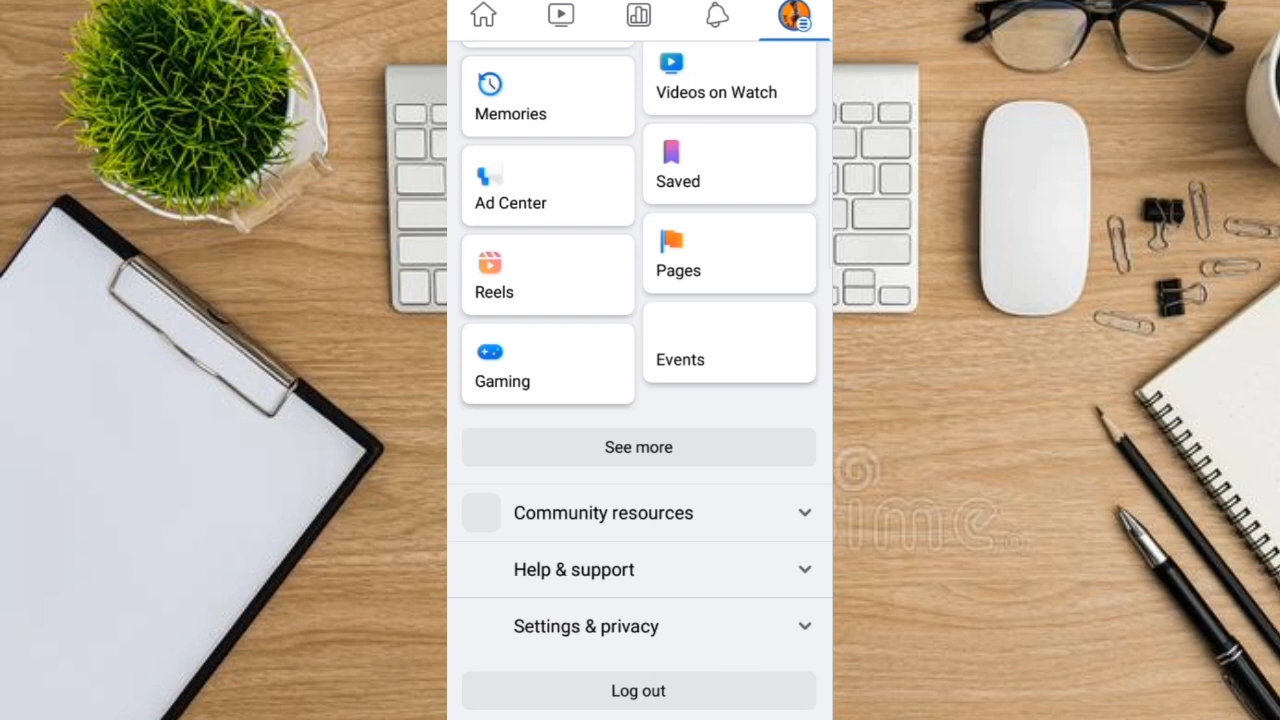 Memories
Videos on Watch
Ad Center
Saved
Reels
Pages
Gaming
Events
See more
Community resources
Help & support
Settings & privacy
Log out